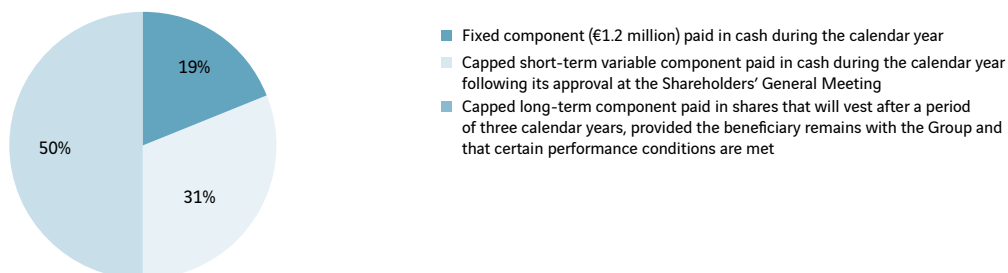 19%
50%
31%
Fixed component (€1.2 million) paid in cash during the calendar year
Capped short-term variable component paid in cash during the calendar year
following its approval at the Shareholders’ General Meeting
Capped long-term component paid in shares that will vest after a period
of three calendar years, provided the beneficiary remains with the Group and
that certain performance conditions are met